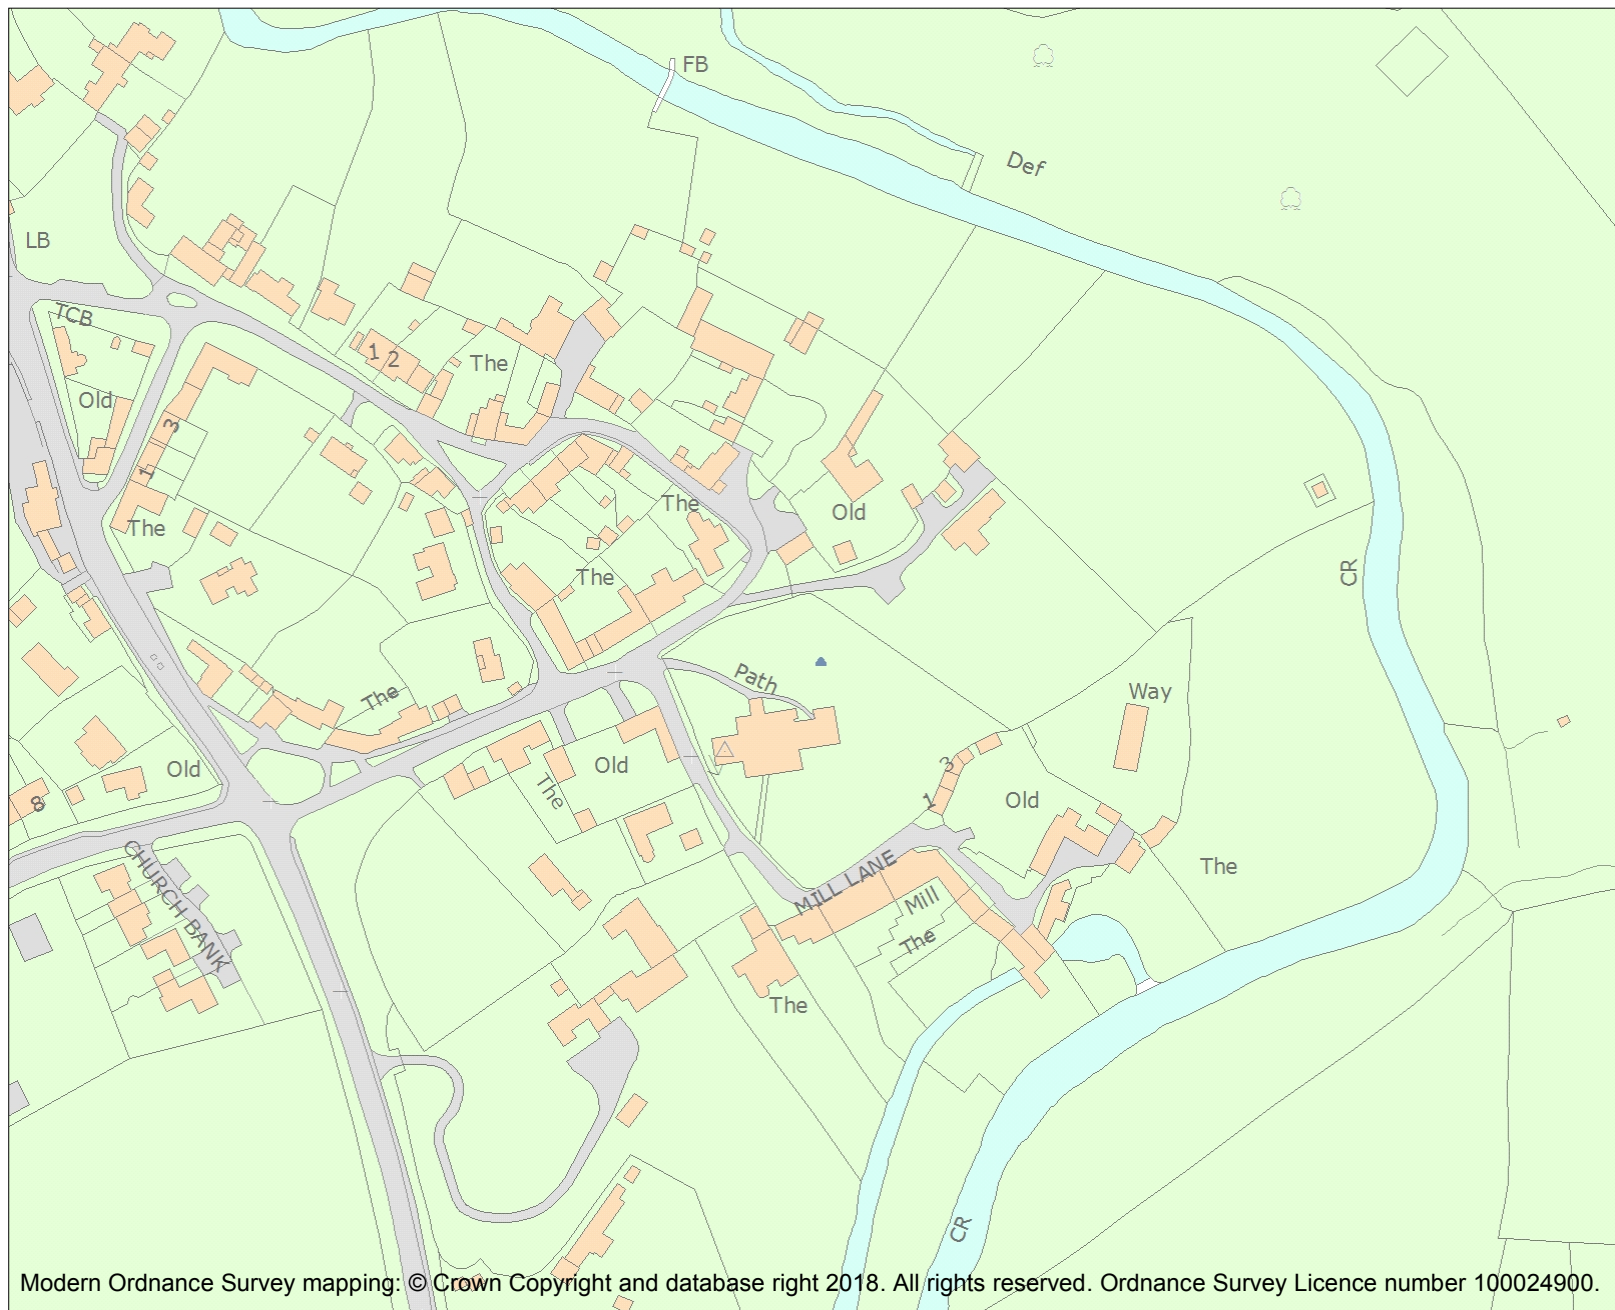 FB
Def
LB
TCB
1 2
The
Old
3
1
The
The
Old
The
CR
Path
Way
The
Old
Old
The
8
3
1
Old
CHURCH BANK
MILL LANE
The
Mill
The
The
CR
Modern Ordnance Survey mapping: © Crown Copyright and database right 2018. All rights reserved. Ordnance Survey Licence number 100024900.